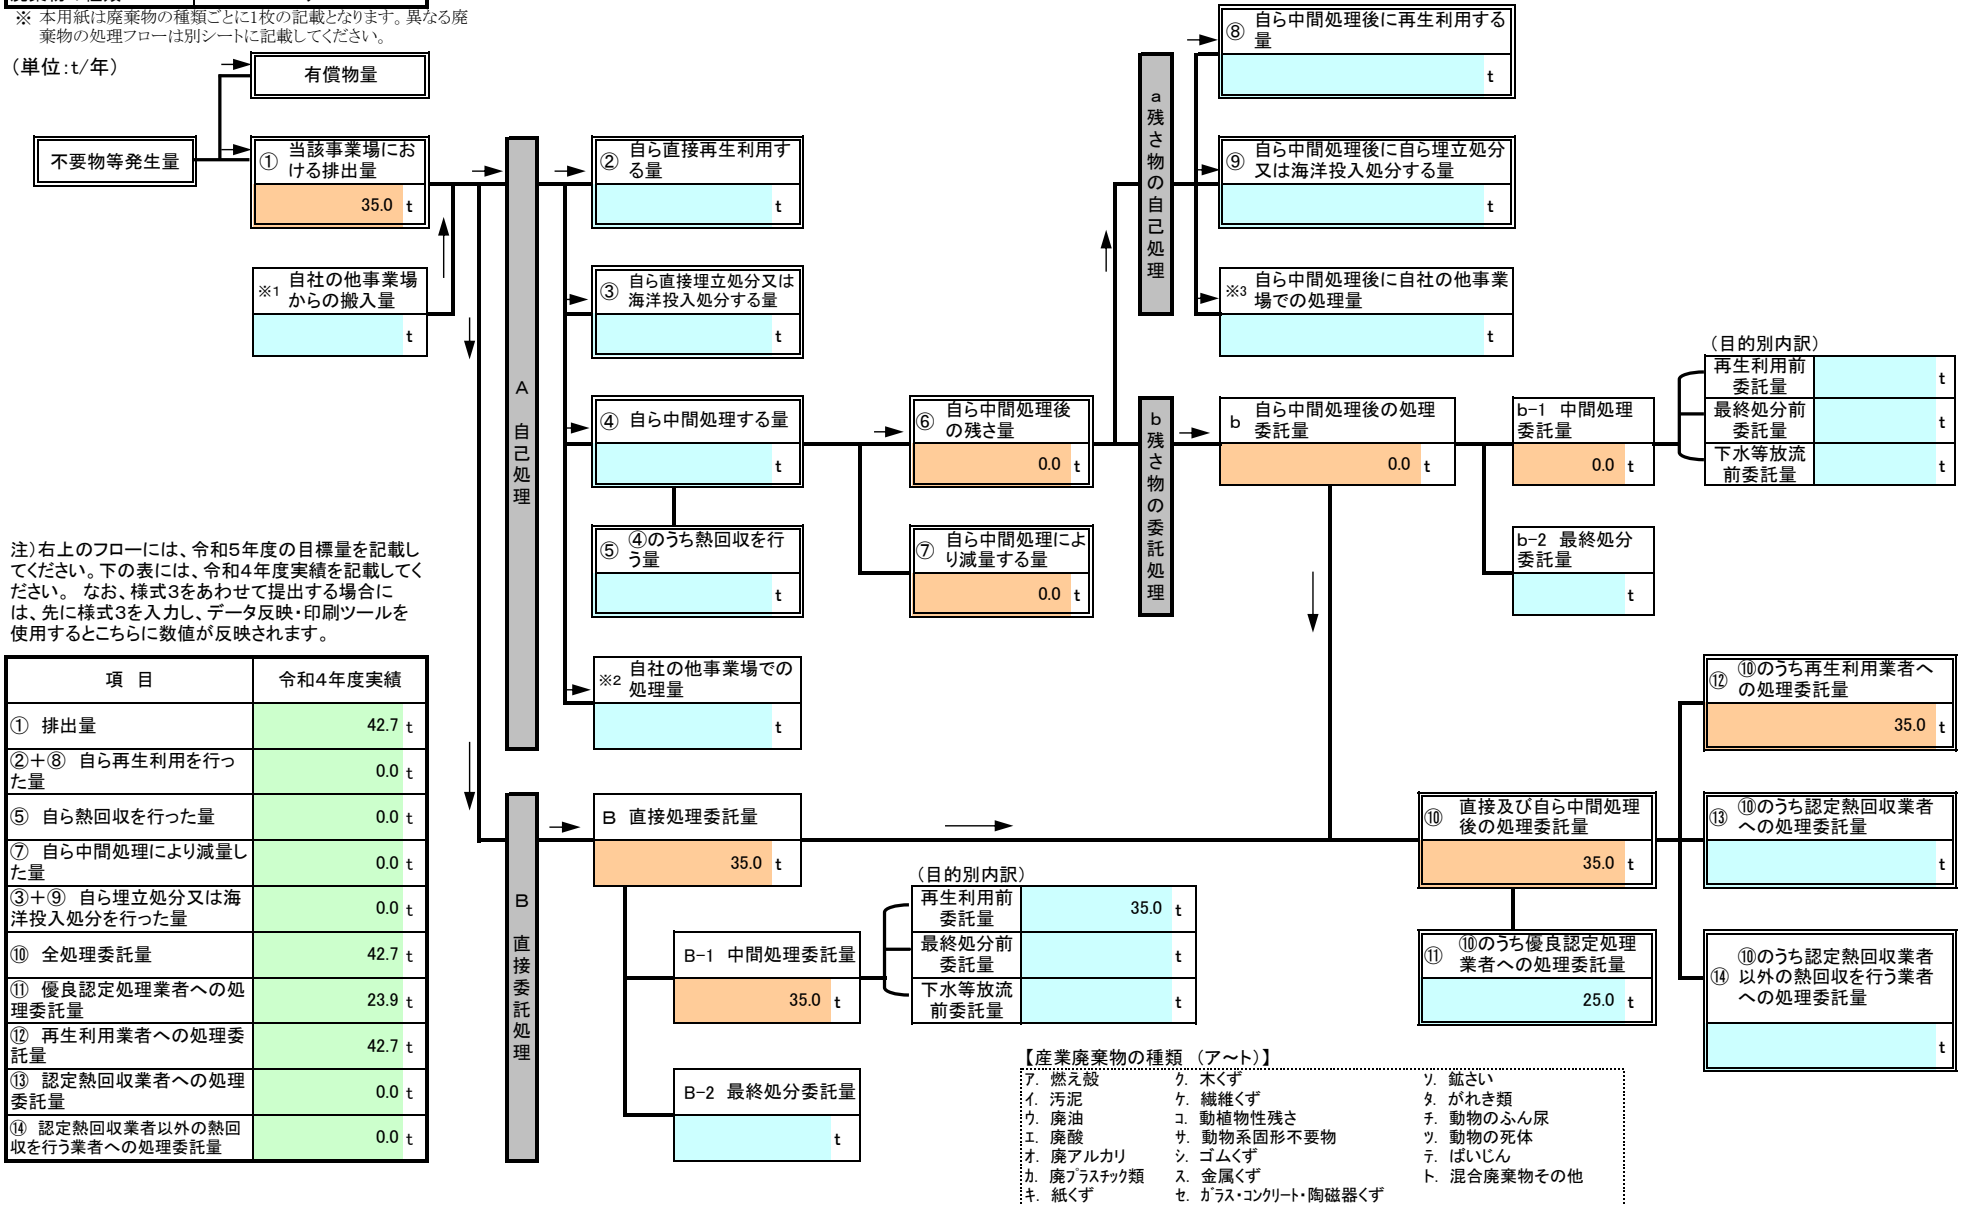 ※ 本用紙は廃棄物の種類ごとに1枚の記載となります。異なる廃
棄物の処理フローは別シートに記載してください。
（単位：t/年）
有償物量
不要物等発生量
① 当該事業場にお
ける排出量
35.0 t
※1 自社の他事業場
からの搬入量
t
A 自己処理
② 自ら直接再生利用す
る量
t
③ 自ら直接埋立処分又は
海洋投入処分する量
t
④ 自ら中間処理する量
t
⑤ ④のうち熱回収を行
う量
t
※2 自社の他事業場での
処理量
t
⑥ 自ら中間処理後
の残さ量
0.0 t
⑦ 自ら中間処理によ
り減量する量
0.0 t
a 残さ物の自己処理
⑧ 自ら中間処理後に再生利用する
量
t
⑨ 自ら中間処理後に自ら埋立処分
又は海洋投入処分する量
t
※3 自ら中間処理後に自社の他事業
場での処理量
t
b 残さ物の委託処理
b 自ら中間処理後の処理
委託量
0.0 t
b-1 中間処理
委託量
0.0 t
（目的別内訳）
再生利用前
委託量
t
最終処分前
委託量
t
下水等放流
前委託量
t
b-2 最終処分
委託量
t
注）右上のフローには、令和５年度の目標量を記載し
てください。下の表には、令和４年度実績を記載してく
ださい。 なお、様式３をあわせて提出する場合に
は、先に様式３を入力し、データ反映・印刷ツールを
使用するとこちらに数値が反映されます。
項 目 令和４年度実績
① 排出量 42.7 t
②＋⑧ 自ら再生利用を行っ
た量
0.0 t
⑤ 自ら熱回収を行った量 0.0 t
⑦ 自ら中間処理により減量し
た量
0.0 t
③＋⑨ 自ら埋立処分又は海
洋投入処分を行った量
0.0 t
⑩ 全処理委託量 42.7 t
⑪ 優良認定処理業者への処
理委託量
23.9 t
⑫ 再生利用業者への処理委
託量
42.7 t
⑬ 認定熱回収業者への処理
委託量
0.0 t
⑭ 認定熱回収業者以外の熱回
収を行う業者への処理委託量
0.0 t
B 直接委託処理
B 直接処理委託量
35.0 t
B-1 中間処理委託量
35.0 t
（目的別内訳）
再生利用前
委託量
35.0 t
最終処分前
委託量
t
下水等放流
前委託量
t
B-2 最終処分委託量
t
⑩ 直接及び自ら中間処理
後の処理委託量
35.0 t
⑪ ⑩のうち優良認定処理
業者への処理委託量
25.0 t
⑫ ⑩のうち再生利用業者へ
の処理委託量
35.0 t
⑬ ⑩のうち認定熱回収業者
への処理委託量
t
⑭ ⑩のうち認定熱回収業者
以外の熱回収を行う業者
への処理委託量
t
【産業廃棄物の種類 （ア～ト）】
ア. 燃え殻 ク. 木くず ソ. 鉱さい
イ. 汚泥 ケ. 繊維くず タ. がれき類
ウ. 廃油 コ. 動植物性残さ チ. 動物のふん尿
エ. 廃酸 サ. 動物系固形不要物 ツ. 動物の死体
オ. 廃アルカリ シ. ゴムくず テ. ばいじん
カ. 廃プラスチック類 ス. 金属くず ト. 混合廃棄物その他
キ. 紙くず セ. ガラス・コンクリート・陶磁器くず